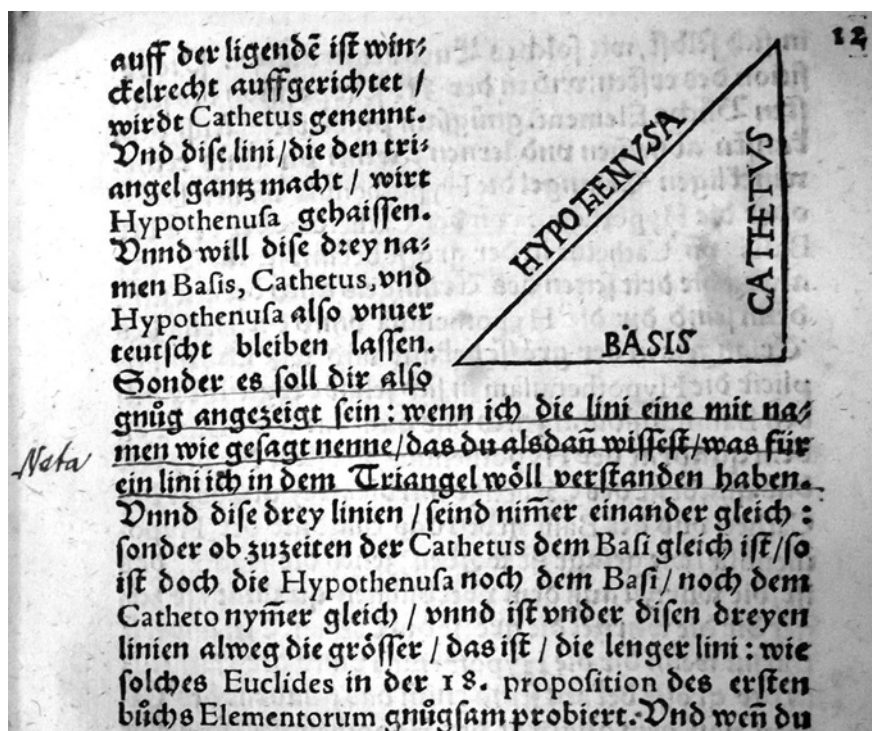 12
auff der ligendẽ ist win⸗
ckelrecht auffgerichtet /
wirdt Cathetus genennt.
Vnd dise lini/die den tri⸗
angel gantz macht / wirt
Hypothenusa gehaissen.
Vnnd will dise drey na⸗
men Basis, Cathetus, vnd
Hypothenusa also vnuer
teutscht bleiben lassen.
Sonder es soll dir also
gnůg angezeigt sein : wenn ich die lini eine mit na⸗
men wie gesagt nenne/das du alsdañ wissest/was für
ein lini ich in dem Triangel wöll verstanden haben.
Vnnd dise drey linien / seind nim̃er einander gleich :
sonder ob zuzeiten der Cathetus dem Basi gleich ist/so
ist doch die Hypothenusa noch dem Basi/ noch dem
Catheto nym̃er gleich / vnnd ist vnder disen dreyen
linien alweg die grösser / das ist / die lenger lini : wie
solches Euclides in der 18. proposition des ersten
bůchs Elementorum gnůgsam probiert. Vnd weñ du
HYPOTHENVSA
CATHETVS
BASIS
Nota